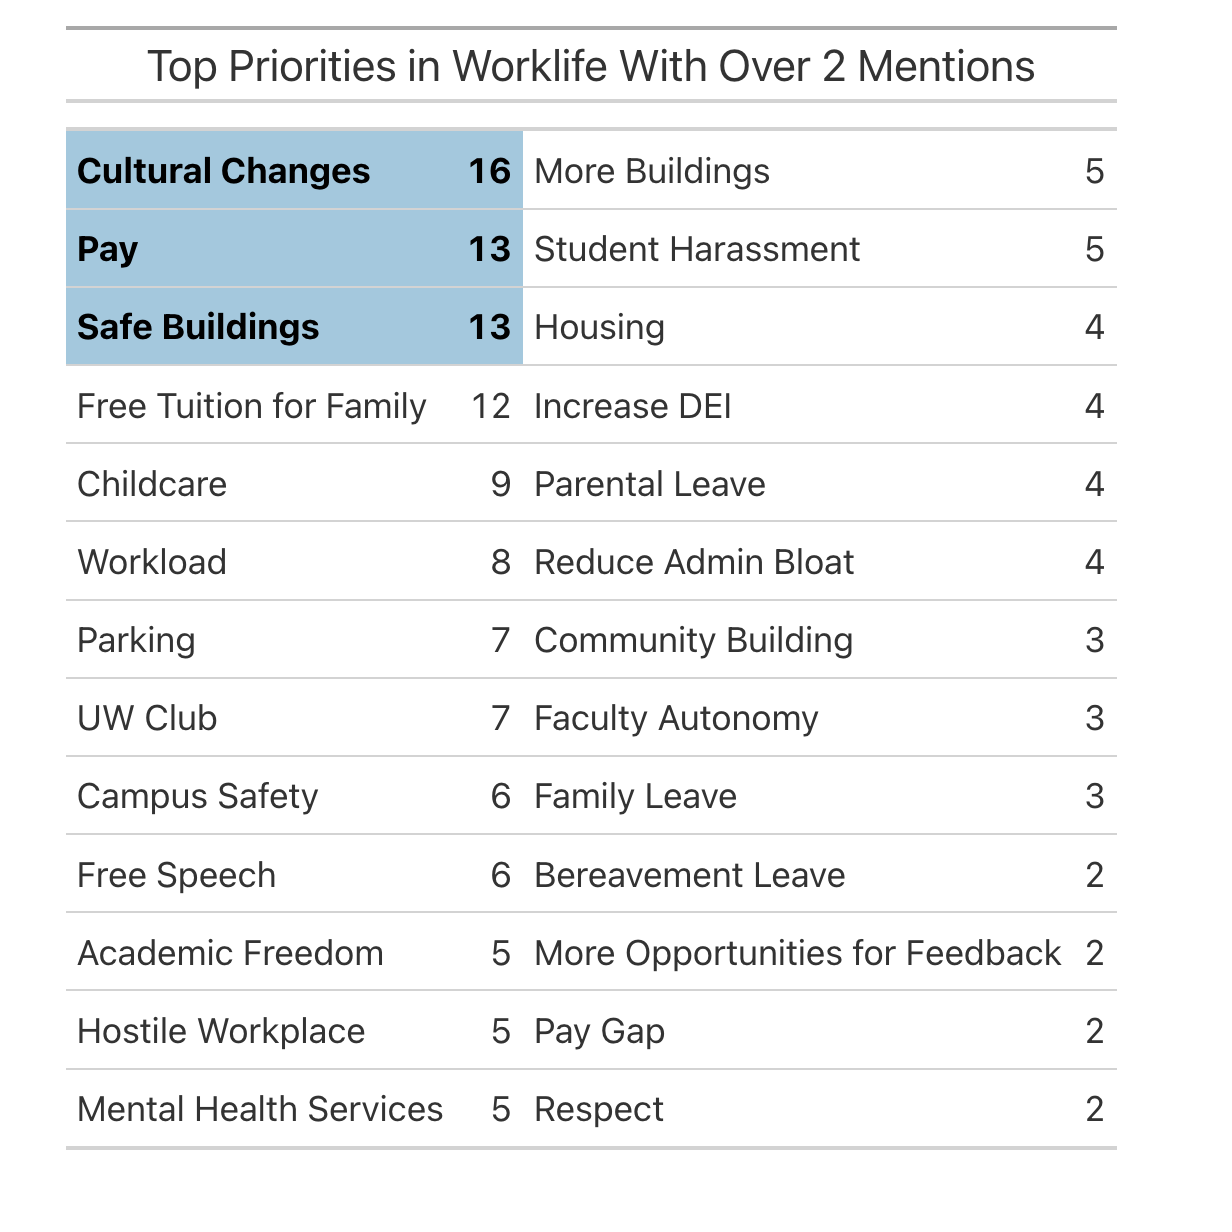 Top Priorities in Worklife With Over 2 Mentions
Cultural Changes 16 More Buildings 5
Pay 13 Student Harassment 5
Safe Buildings 13 Housing 4
Free Tuition for Family 12 Increase DEI 4
Childcare 9 Parental Leave 4
Workload 8 Reduce Admin Bloat 4
Parking 7 Community Building 3
UW Club 7 Faculty Autonomy 3
Campus Safety 6 Family Leave 3
Free Speech 6 Bereavement Leave 2
Academic Freedom 5 More Opportunities for Feedback 2
Hostile Workplace 5 Pay Gap 2
Mental Health Services 5 Respect 2